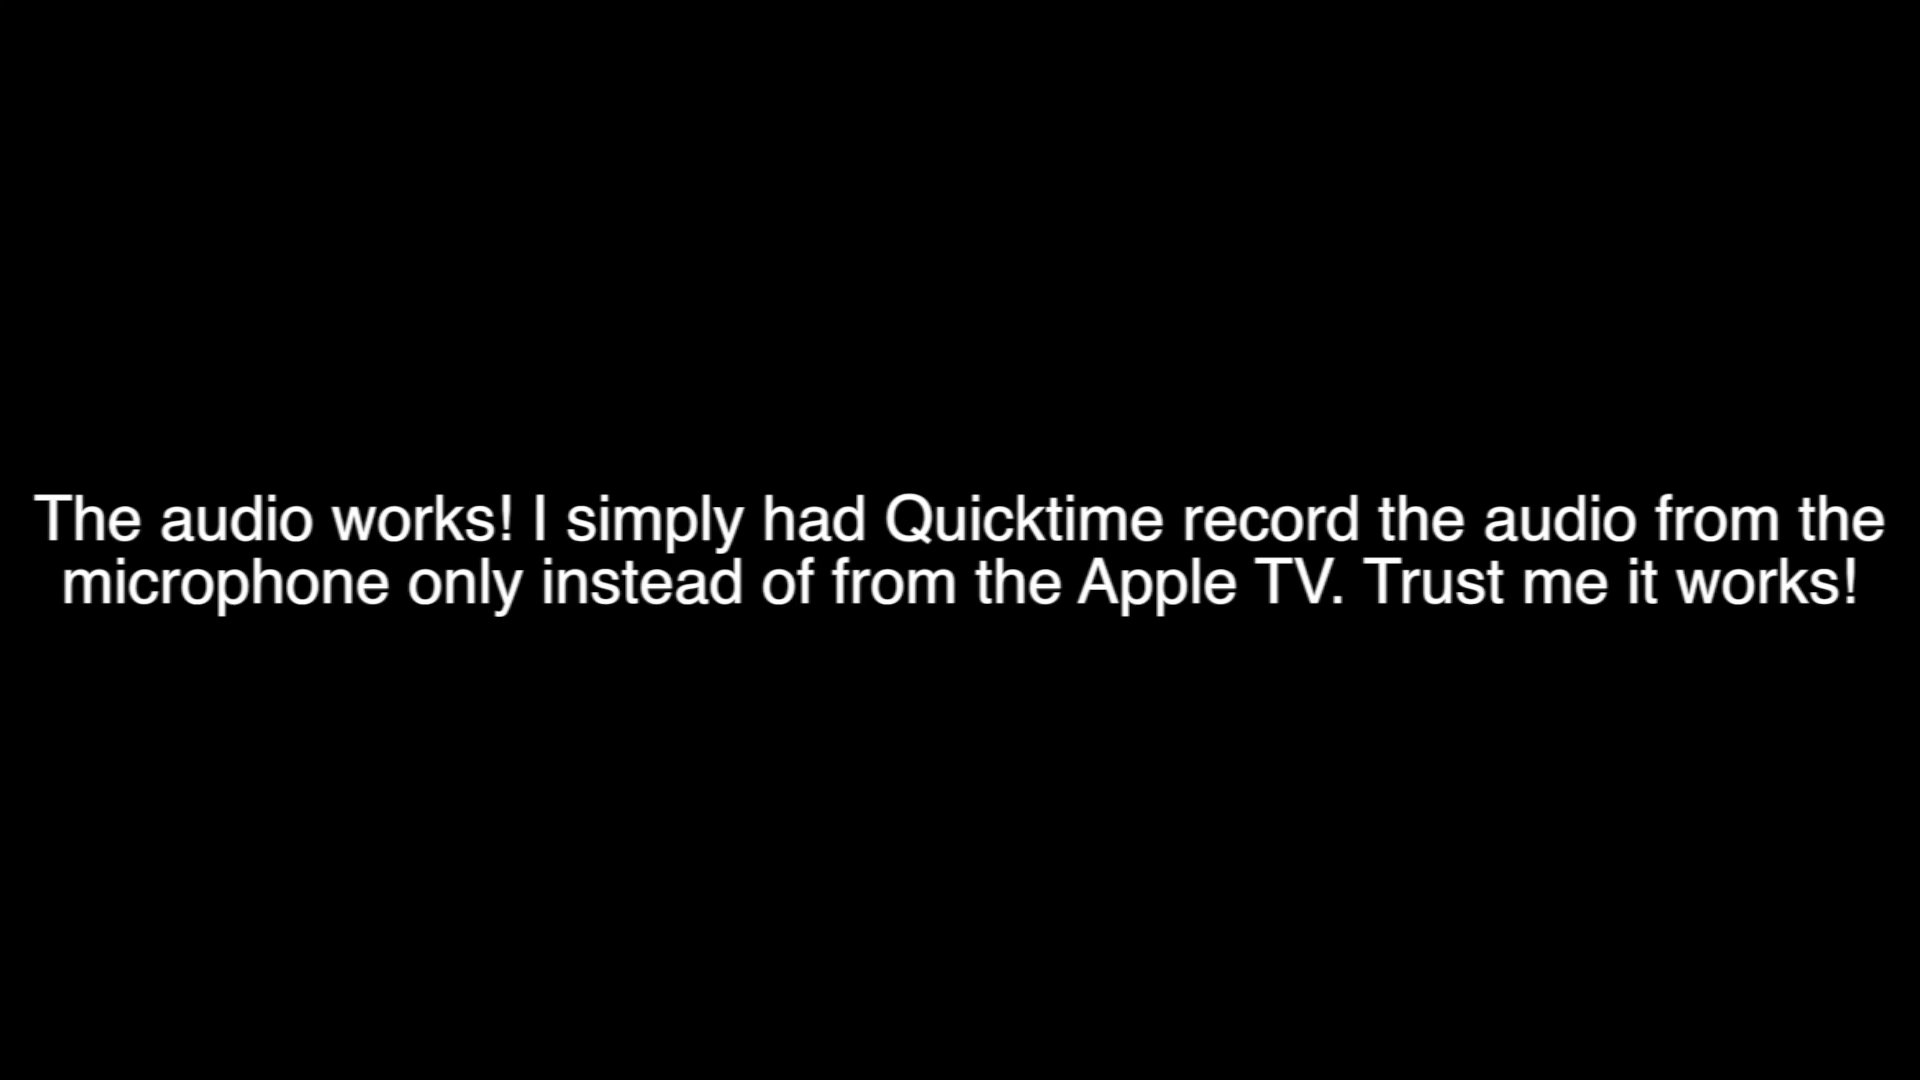 The audio works! I simply had Quicktime record the audio from the
microphone only instead of from the Apple TV. Trust me it works!